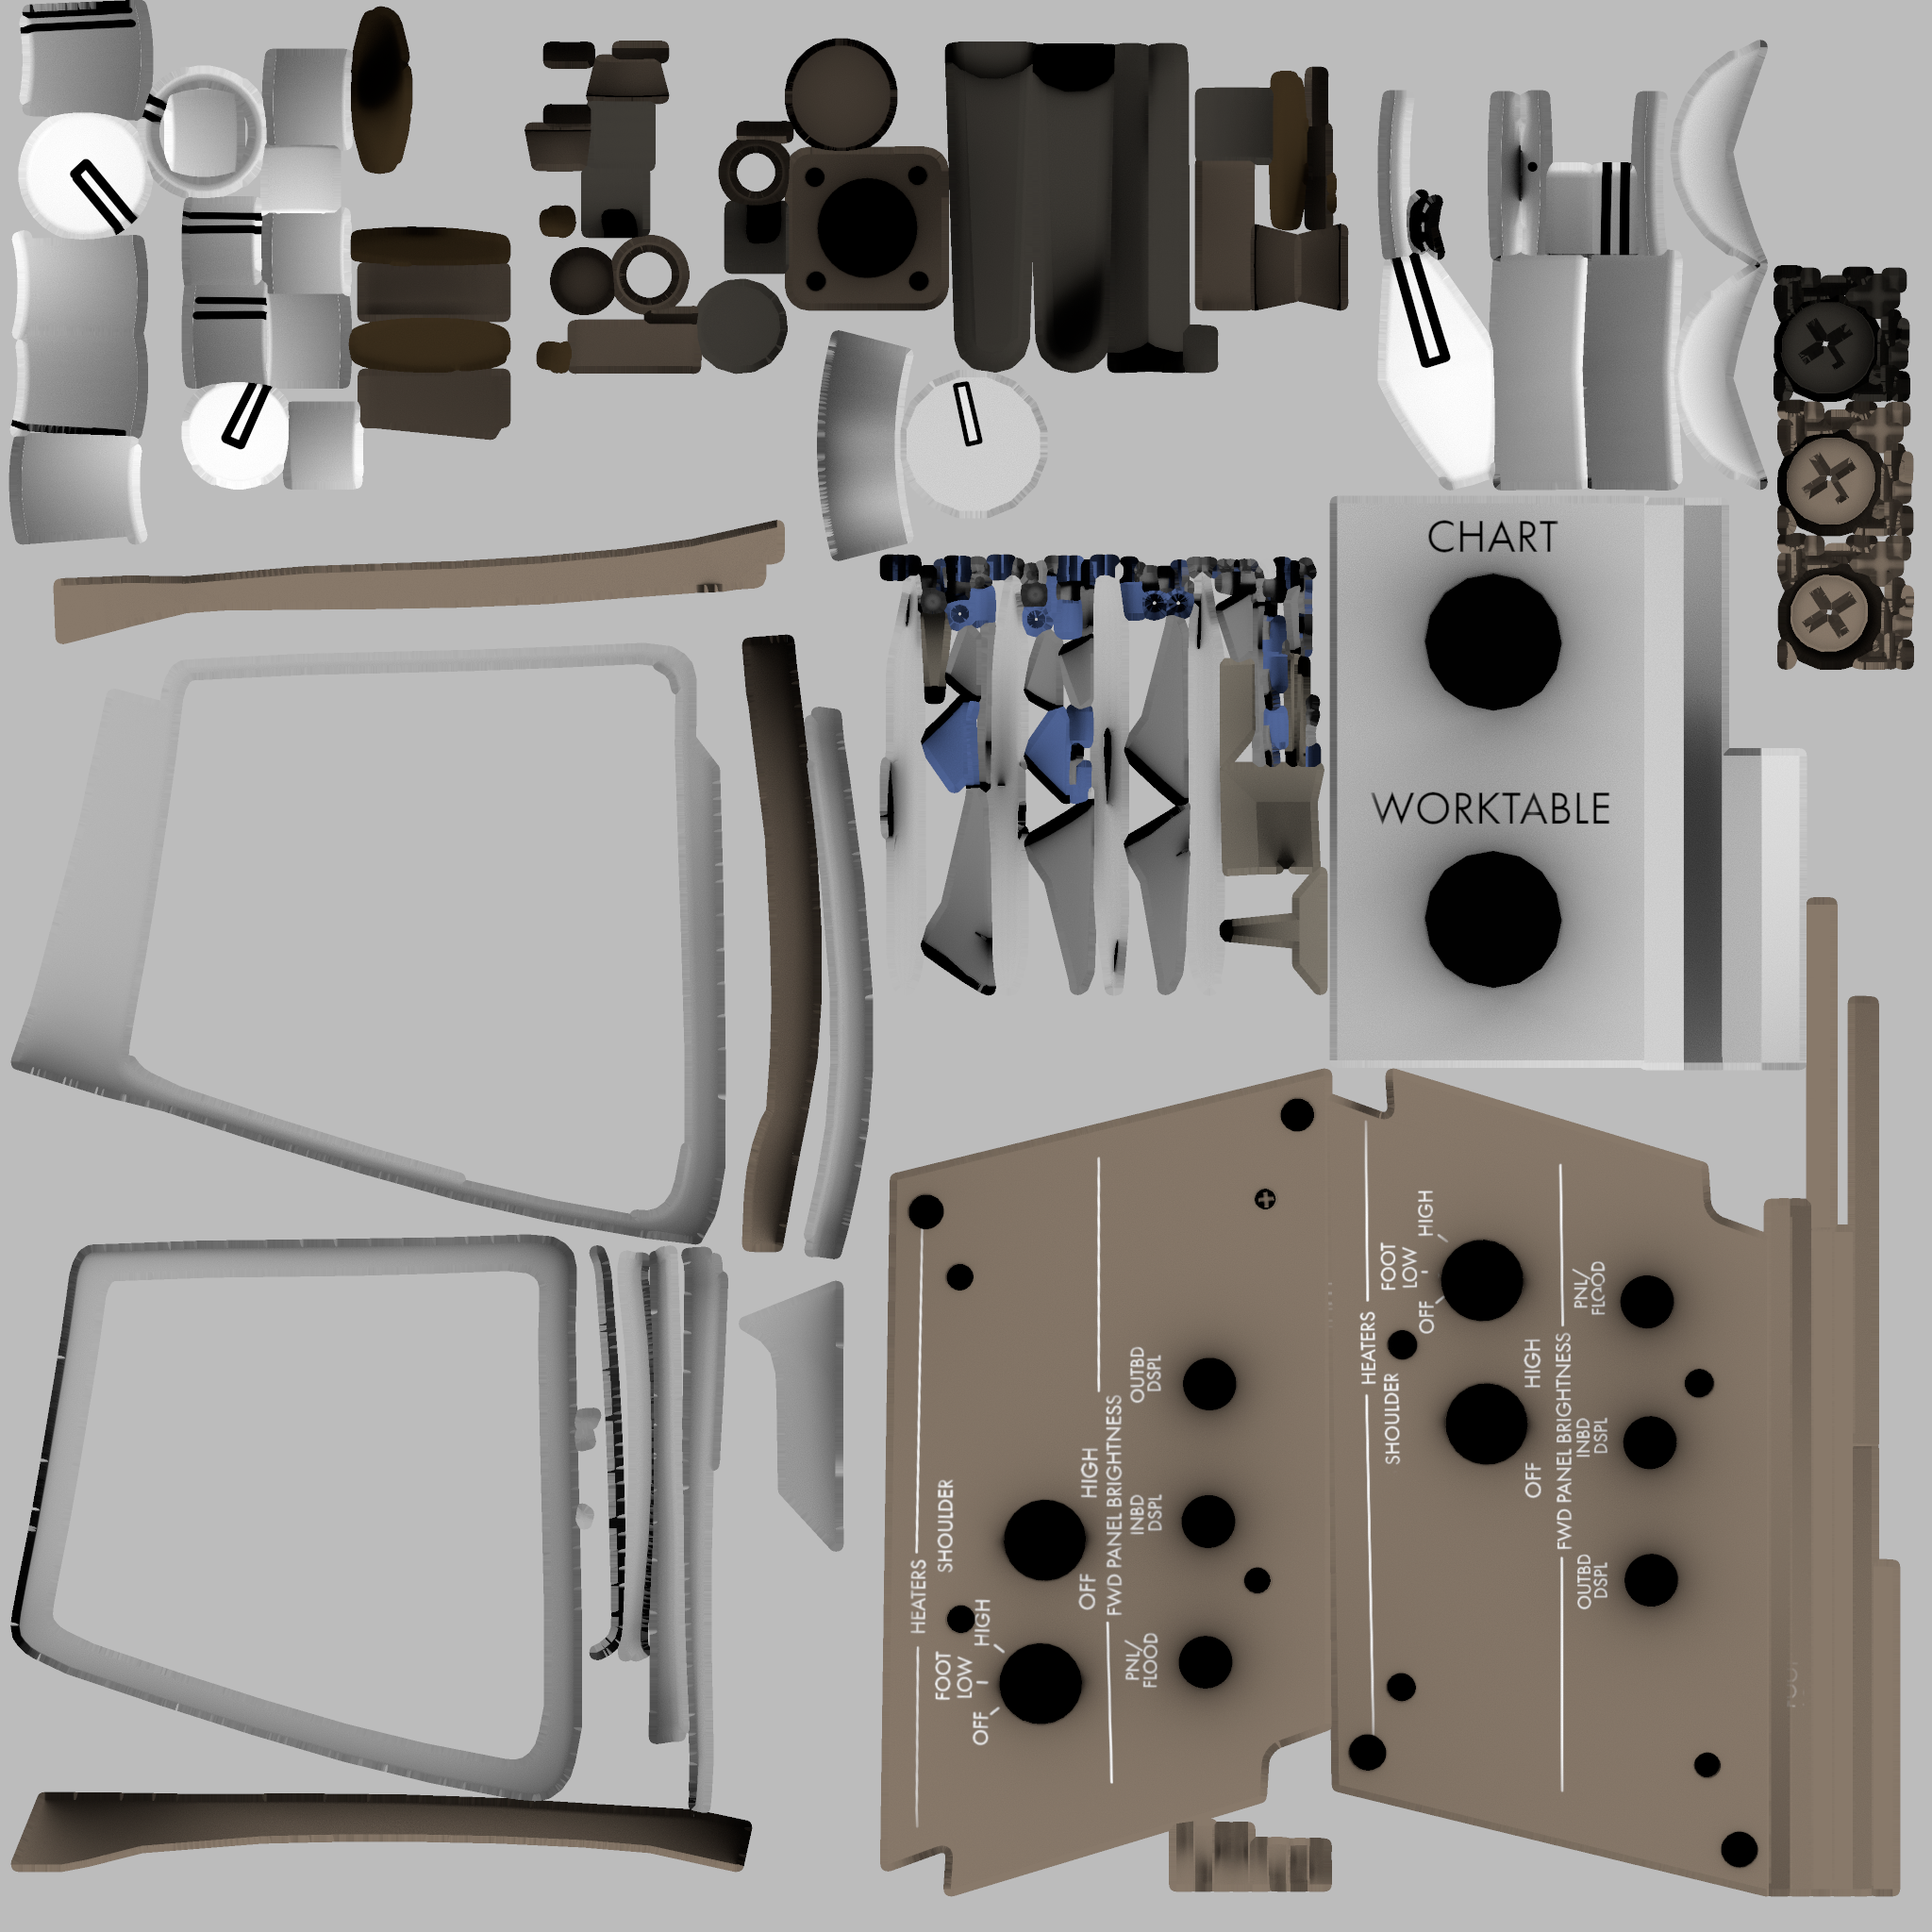 CHART
WORKTABLE
HEATERS
SHOULDER
HIGH
OFF
FOOT
LOW
HIGH
OFF
FWD PANEL BRIGHTNESS
OUTBD
DSPL
INBD
DSPL
PNL/
FLOOD
HEATERS
FOOT
LOW
HIGH
OFF
SHOULDER
HIGH
OFF
FWD PANEL BRIGHTNESS
PNL/
FLOOD
INBD
DSPL
OUTBD
DSPL